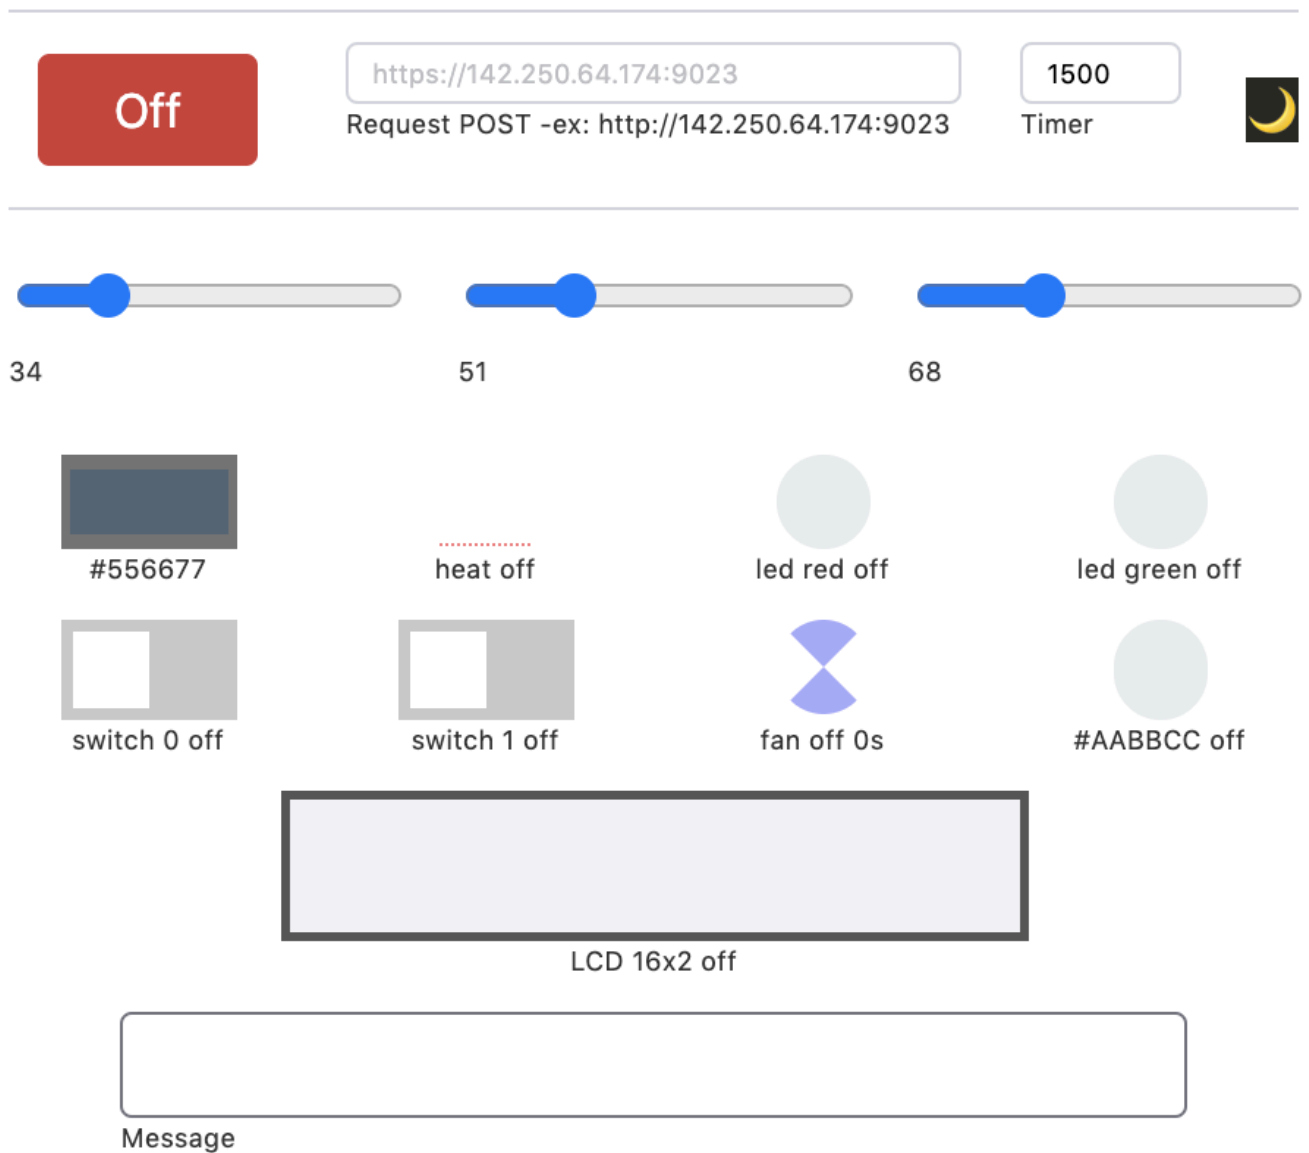 Off
https://142.250.64.174:9023
1500
Request POST -ex: http://142.250.64.174:9023
Timer
34
51
68
#556677
heat off
led red off
led green off
switch 0 off
switch 1 off
fan off 0s
#AABBCC off
LCD 16x2 off
Message